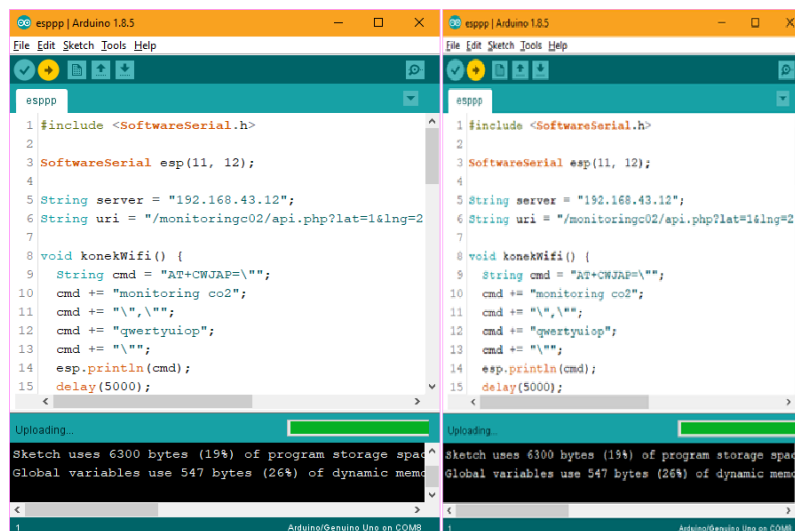 esppp | Arduino 1.8.5
File Edit Sketch Tools Help
esppp
1 #include <SoftwareSerial.h>
2
3 SoftwareSerial esp(11, 12);
4
5 String server = "192.168.43.12";
6 String uri = "/monitoringc02/api.php?lat=1&lng=2
7
8 void konekWifi() {
9 String cmd = "AT+CWJAP=\"";
10 cmd += "monitoring co2";
11 cmd += "\",\"";
12 cmd += "qwertyuiop";
13 cmd += "\"";
14 esp.println(cmd);
15 delay(5000);
Uploading...
Sketch uses 6300 bytes (19%) of program storage spac
Global variables use 547 bytes (26%) of dynamic memo
1 Arduino/Genuino Uno on COM8
esppp | Arduino 1.8.5
File Edit Sketch Tools Help
esppp
1 #include <SoftwareSerial.h>
2
3 SoftwareSerial esp(11, 12);
4
5 String server = "192.168.43.12";
6 String uri = "/monitoringc02/api.php?lat=1&lng=2
7
8 void konekWifi() {
9 String cmd = "AT+CWJAP=\"";
10 cmd += "monitoring co2";
11 cmd += "\",\"";
12 cmd += "qwertyuiop";
13 cmd += "\"";
14 esp.println(cmd);
15 delay(5000);
Uploading...
Sketch uses 6300 bytes (19%) of program storage spac
Global variables use 547 bytes (26%) of dynamic memo
1 Arduino/Genuino Uno on COM8